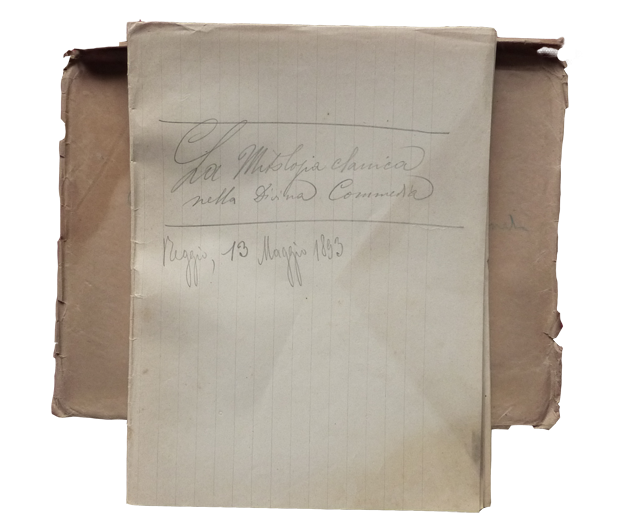 La Mitologia classica
nella Divina Commedia
Reggio, 13 Maggio 1893